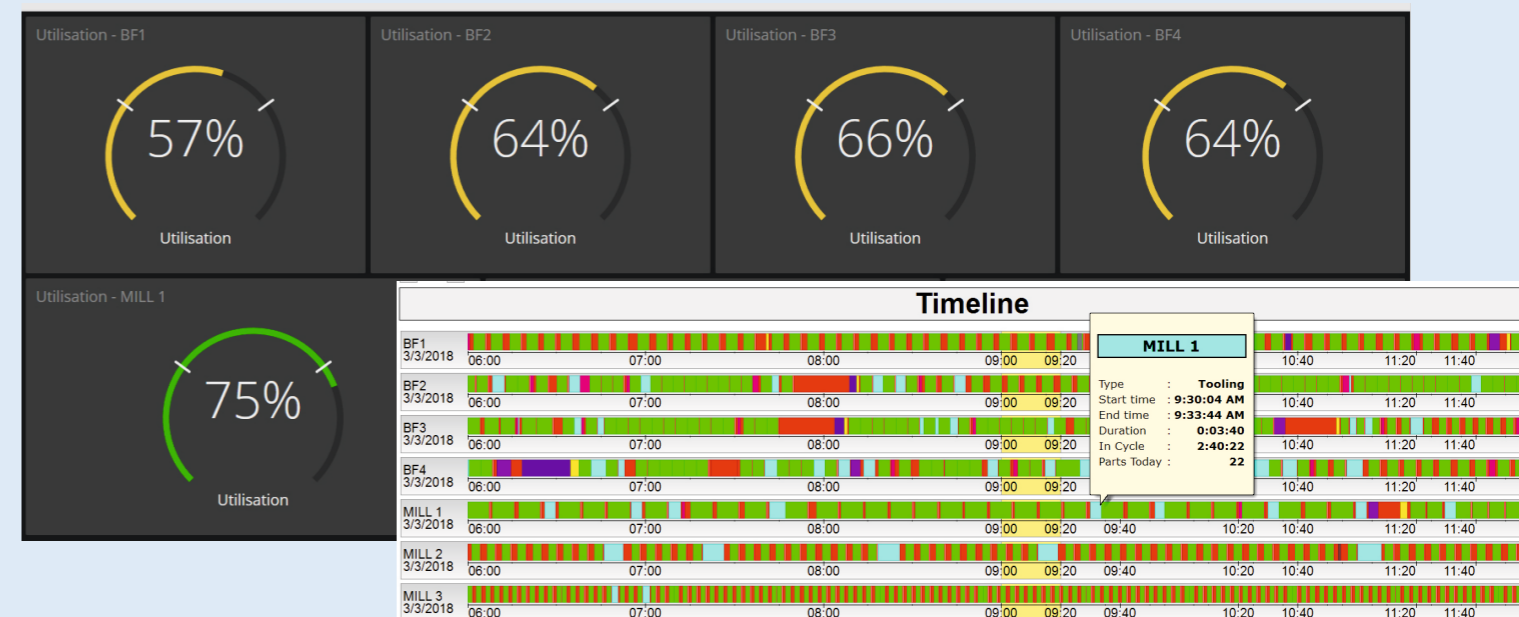 Utilisation - BF1
Utilisation - BF2
Utilisation - BF3
Utilisation - BF4
57%
64%
66%
64%
Utilisation
Utilisation
Utilisation
Utilisation
Utilisation - MILL 1
75%
Utilisation
Timeline
BF1
3/3/2018
06:00 07:00 08:00 09:00 09:20 10:40 11:20 11:40
BF2
3/3/2018
06:00 07:00 08:00 09:00 09:20 10:40 11:20 11:40
BF3
3/3/2018
06:00 07:00 08:00 09:00 09:20 10:40 11:20 11:40
BF4
3/3/2018
06:00 07:00 08:00 09:00 09:20 10:40 11:20 11:40
MILL 1
3/3/2018
06:00 07:00 08:00 09:00 09:20 09:40 10:20 10:40 11:20 11:40
MILL 2
3/3/2018
06:00 07:00 08:00 09:00 09:20 09:40 10:20 10:40 11:20 11:40
MILL 3
3/3/2018
06:00 07:00 08:00 09:00 09:20 09:40 10:20 10:40 11:20 11:40
MILL 1
Type : Tooling
Start time : 9:30:04 AM
End time : 9:33:44 AM
Duration : 0:03:40
In Cycle : 2:40:22
Parts Today : 22